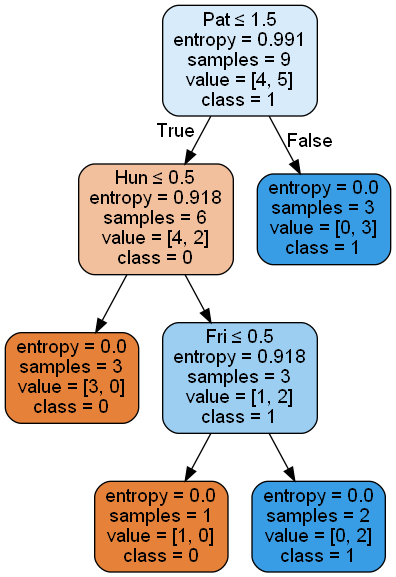 Pat ≤ 1.5
entropy = 0.991
samples = 9
value = [4, 5]
class = 1
True
False
Hun ≤ 0.5
entropy = 0.918
samples = 6
value = [4, 2]
class = 0
entropy = 0.0
samples = 3
value = [0, 3]
class = 1
entropy = 0.0
samples = 3
value = [3, 0]
class = 0
Fri ≤ 0.5
entropy = 0.918
samples = 3
value = [1, 2]
class = 1
entropy = 0.0
samples = 1
value = [1, 0]
class = 0
entropy = 0.0
samples = 2
value = [0, 2]
class = 1